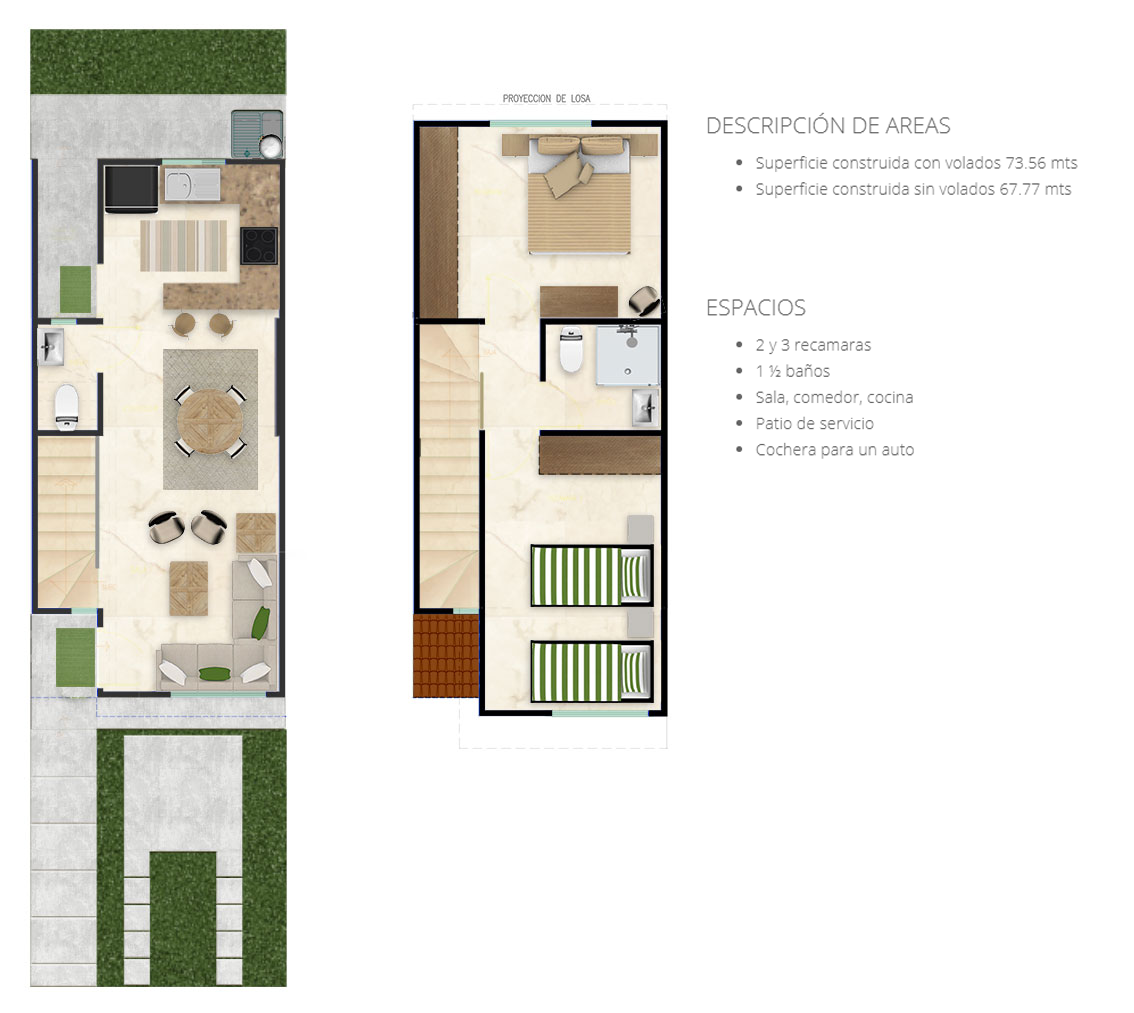 PROYECCION DE LOSA
DESCRIPCIÓN DE AREAS
• Superficie construida con volados 73.56 mts
• Superficie construida sin volados 67.77 mts
ESPACIOS
• 2 y 3 recamaras
• 1 ½ baños
• Sala, comedor, cocina
• Patio de servicio
• Cochera para un auto